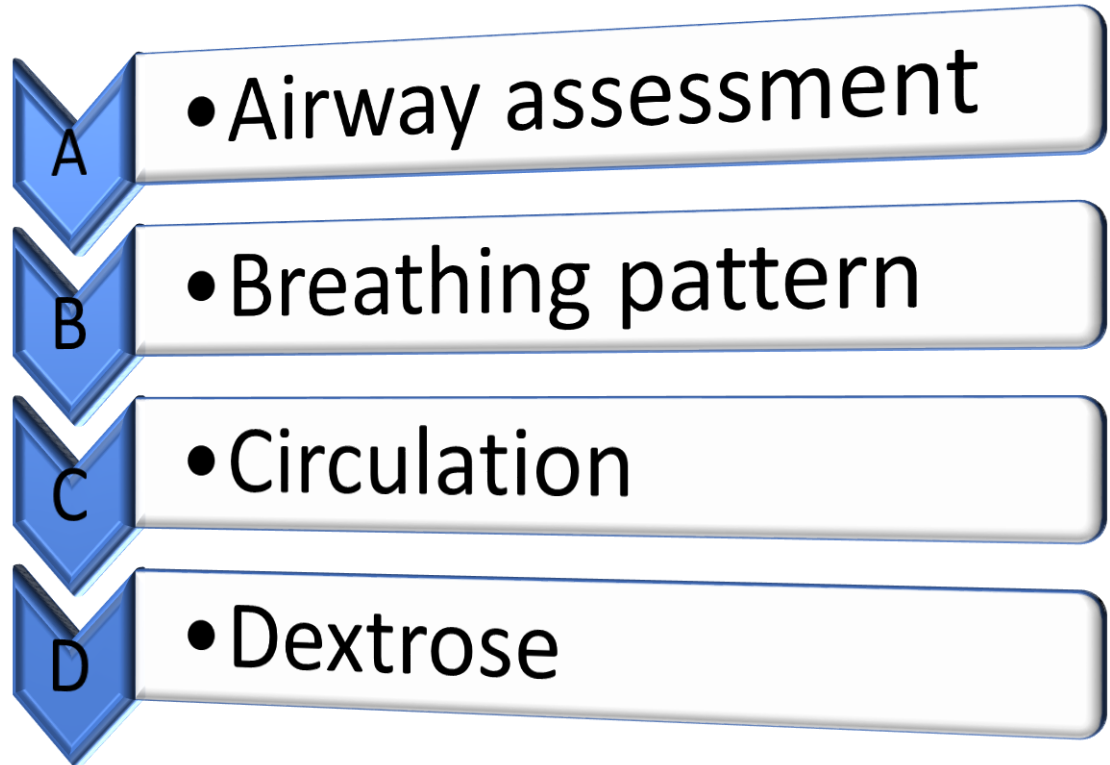 A
•Airway assessment
B
•Breathing pattern
C
•Circulation
D
•Dextrose